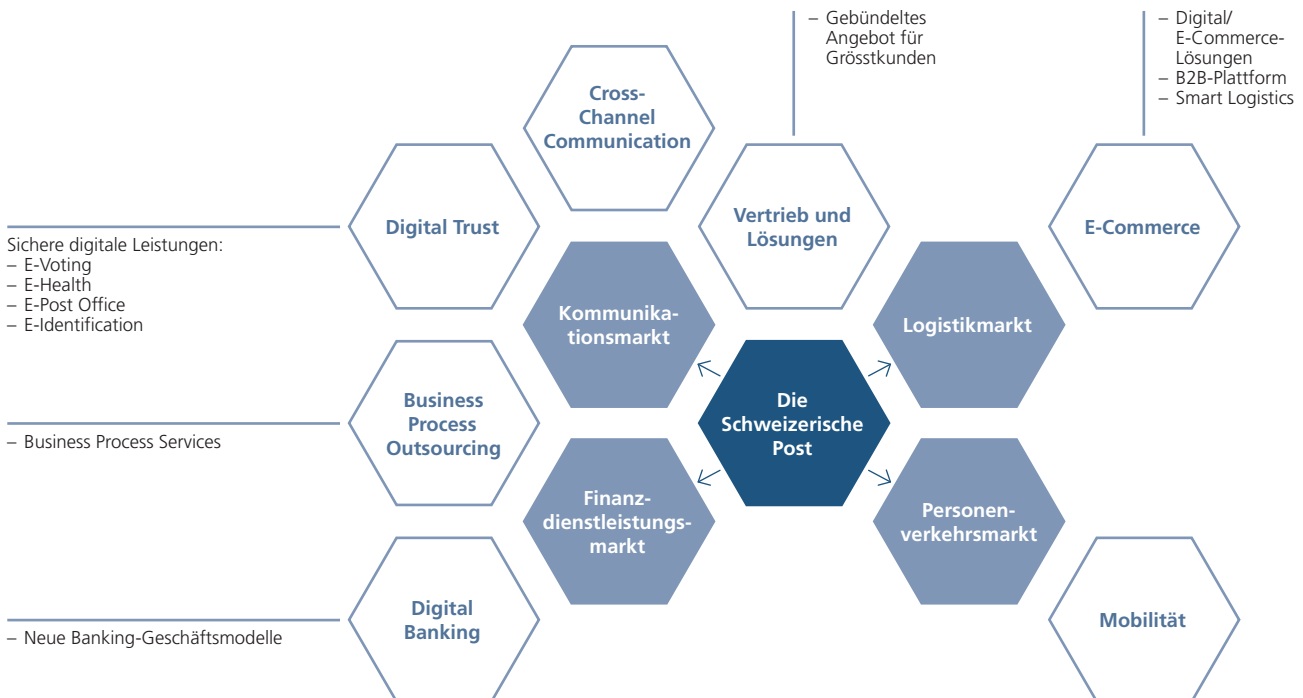 – Gebündeltes
Angebot für
Grösstkunden
– Digital/
E-Commerce-
Lösungen
– B2B-Plattform
– Smart Logistics
Cross-
Channel
Communication
Digital Trust
Vertrieb und
Lösungen
E-Commerce
Sichere digitale Leistungen:
– E-Voting
– E-Health
– E-Post Office
– E-Identification
Kommunika-
tionsmarkt
Logistikmarkt
Business
Process
Outsourcing
Die
Schweizerische
Post
– Business Process Services
Finanz-
dienstleistungs-
markt
Personen-
verkehrsmarkt
Digital
Banking
Mobilität
– Neue Banking-Geschäftsmodelle